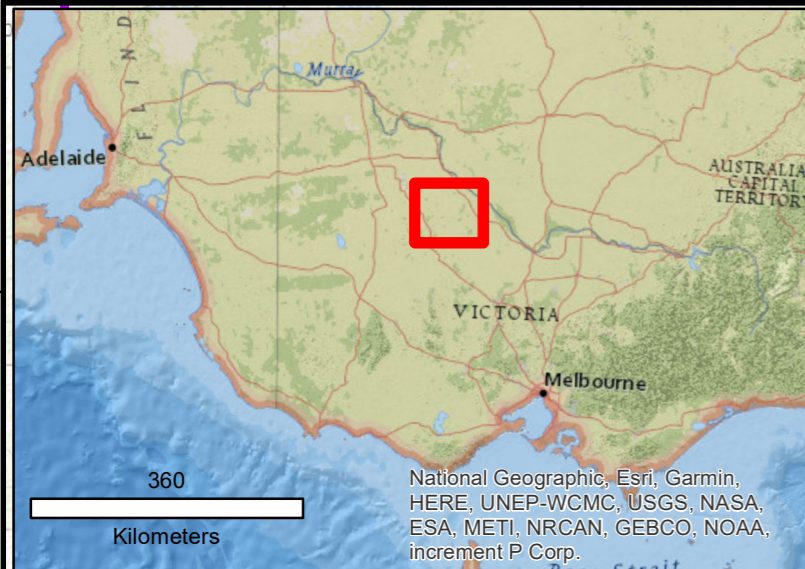 F L I N D
Murra
Adelaide
AUSTRALIA
CAPITAL
TERRITORY
VICTORIA
Melbourne
360
Kilometers
National Geographic, Esri, Garmin,
HERE, UNEP-WCMC, USGS, NASA,
ESA, METI, NRCAN, GEBCO, NOAA,
increment P Corp.
Strait